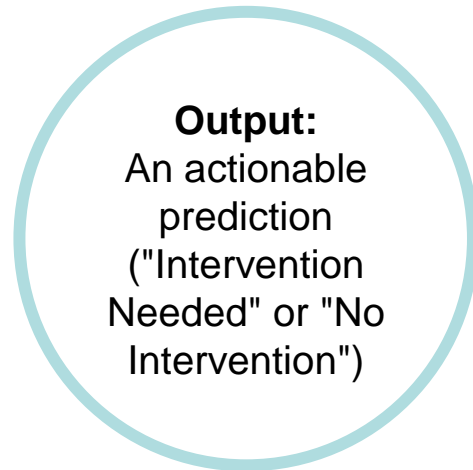 Output:
An actionable
prediction
("Intervention
Needed" or "No
Intervention")